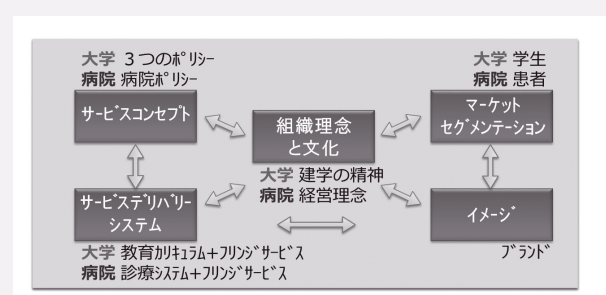 大学 ３つのﾎﾟﾘｼｰ
病院 病院ﾎﾟﾘｼｰ
ｻｰﾋﾞｽｺﾝｾﾌﾟﾄ
大学 学生
病院 患者
マーケット
セグメンテーション
組織理念
と文化
大学 建学の精神
病院 経営理念
ｻｰﾋﾞｽﾃﾞﾘﾊﾞﾘｰ
システム
大学 教育ｶﾘｷｭﾗﾑ+ﾌﾘﾝｼﾞｻｰﾋﾞｽ
病院 診療ｼｽﾃﾑ+ﾌﾘﾝｼﾞｻｰﾋﾞｽ
ｲﾒｰｼﾞ
ﾌﾞﾗﾝﾄﾞ